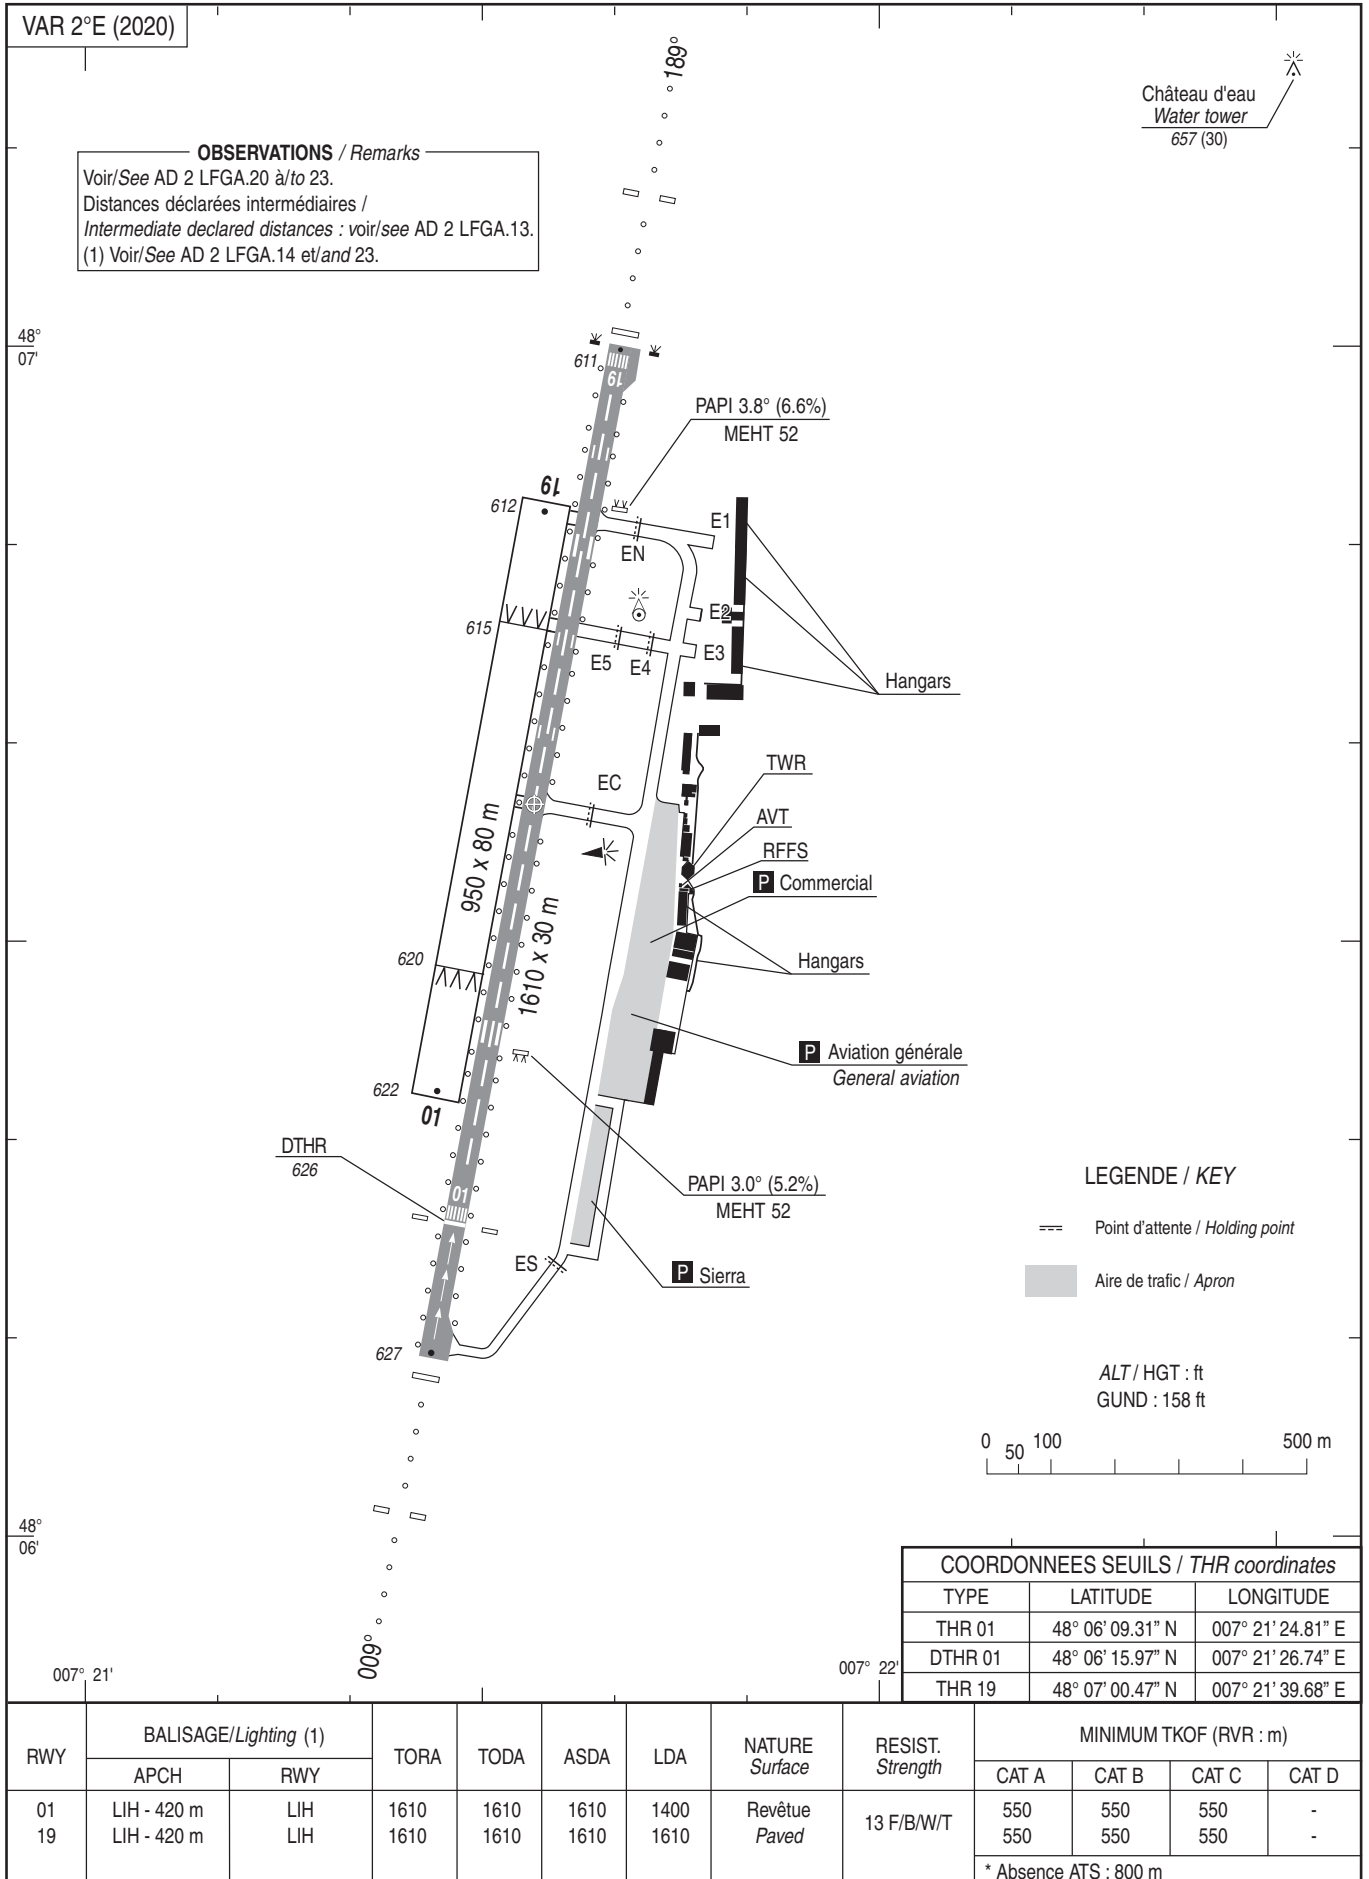 VAR 2°E (2020)
189°
Château d'eau
Water tower
657 (30)
OBSERVATIONS / Remarks
Voir/See AD 2 LFGA.20 à/to 23.
Distances déclarées intermédiaires /
Intermediate declared distances : voir/see AD 2 LFGA.13.
(1) Voir/See AD 2 LFGA.14 et/and 23.
48°
07'
611
19
PAPI 3.8° (6.6%)
MEHT 52
19
612
E1
EN
E2
615
E5
E4
E3
Hangars
EC
TWR
AVT
RFFS
P Commercial
950 x 80 m
1610 x 30 m
620
Hangars
P Aviation générale
General aviation
622
01
DTHR
626
01
PAPI 3.0° (5.2%)
MEHT 52
ES
P Sierra
627
LEGENDE / KEY
Point d'attente / Holding point
Aire de trafic / Apron
ALT / HGT : ft
GUND : 158 ft
0 50 100 500 m
48°
06'
009°
007° 21'
007° 22'
COORDONNEES SEUILS / THR coordinates
TYPE LATITUDE LONGITUDE
THR 01 48° 06' 09.31" N 007° 21' 24.81" E
DTHR 01 48° 06' 15.97" N 007° 21' 26.74" E
THR 19 48° 07' 00.47" N 007° 21' 39.68" E
RWY BALISAGE/Lighting (1) TORA TODA ASDA LDA NATURE RESIST. MINIMUM TKOF (RVR : m)
Surface Strength
APCH RWY CAT A CAT B CAT C CAT D
01 LIH - 420 m LIH 1610 1610 1610 1400 Revêtue 13 F/B/W/T 550 550 550 -
19 LIH - 420 m LIH 1610 1610 1610 1610 Paved 550 550 550 -
* Absence ATS : 800 m